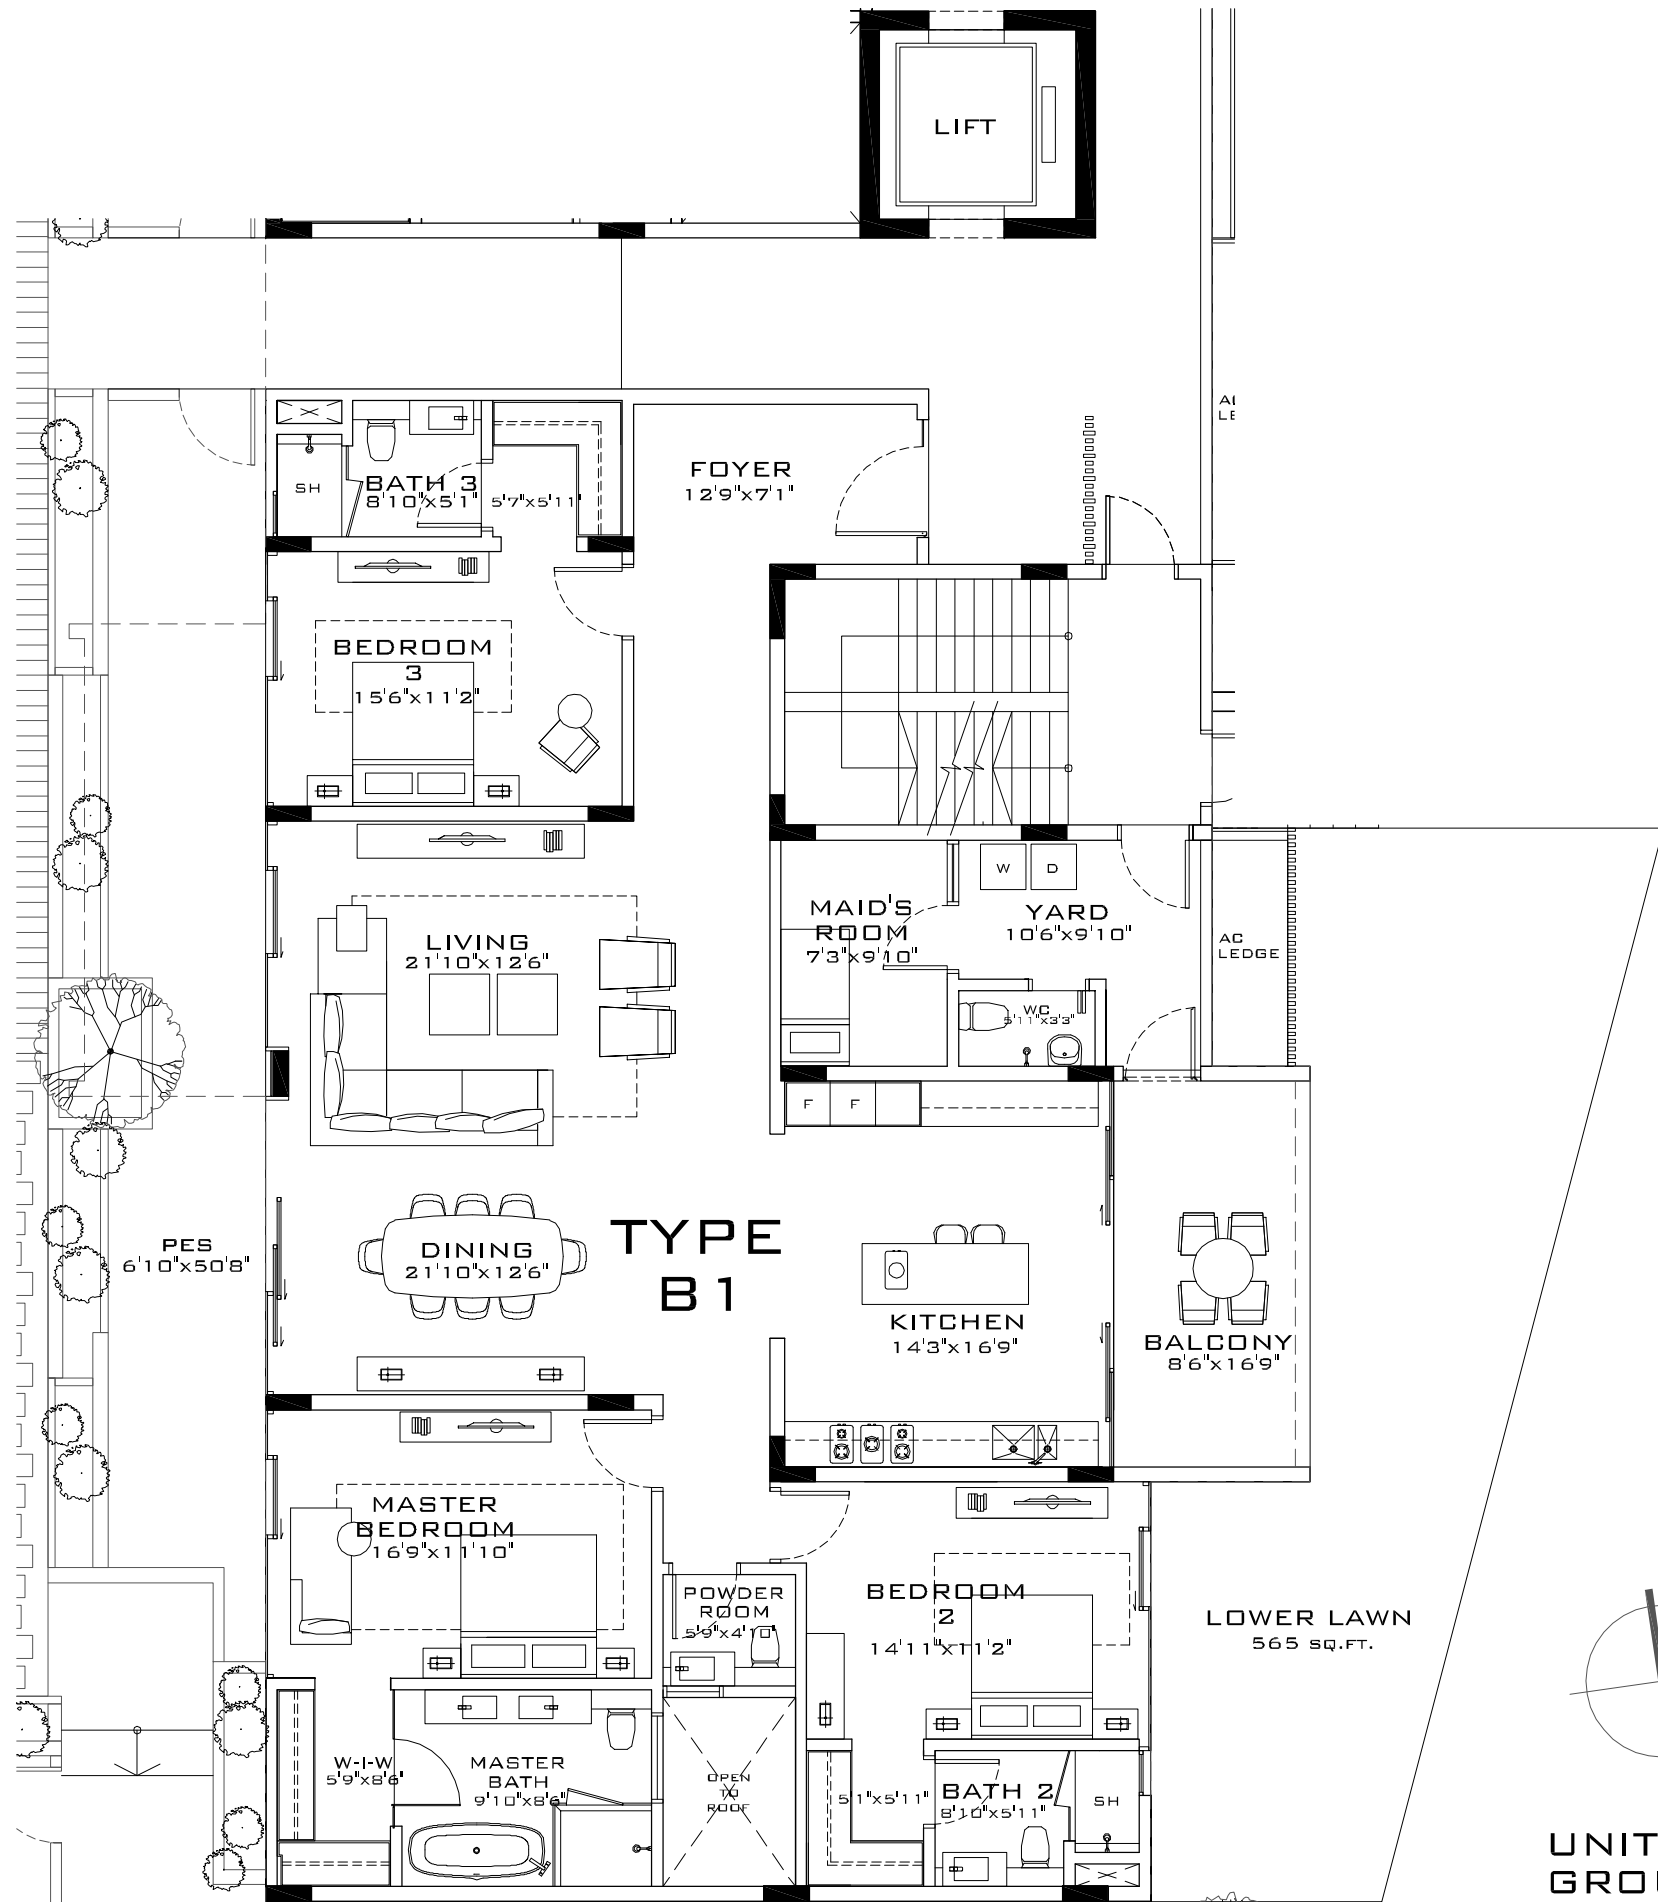 LIFT
BATH 3
8'10"x5'1"
SH
5'7"x5'11"
FOYER
12'9"x7'1"
BEDROOM
3
15'6"x11'2"
LIVING
21'10"x12'6"
MAID'S
ROOM
7'3"x9'10"
W
D
YARD
10'6"x9'10"
AC
LEDGE
WC
5'11"x3'3"
F
F
PES
6'10"x50'8"
DINING
21'10"x12'6"
TYPE
B1
KITCHEN
14'3"x16'9"
BALCONY
8'6"x16'9"
MASTER
BEDROOM
16'9"x11'10"
POWDER
ROOM
5'9"x4'10"
BEDROOM
2
14'11"x11'2"
LOWER LAWN
565 SQ.FT.
W-I-W
5'9"x8'6"
MASTER
BATH
9'10"x8'6"
OPEN
TO
ROOF
5'1"x5'11"
BATH 2
8'10"x5'11"
SH
UNIT